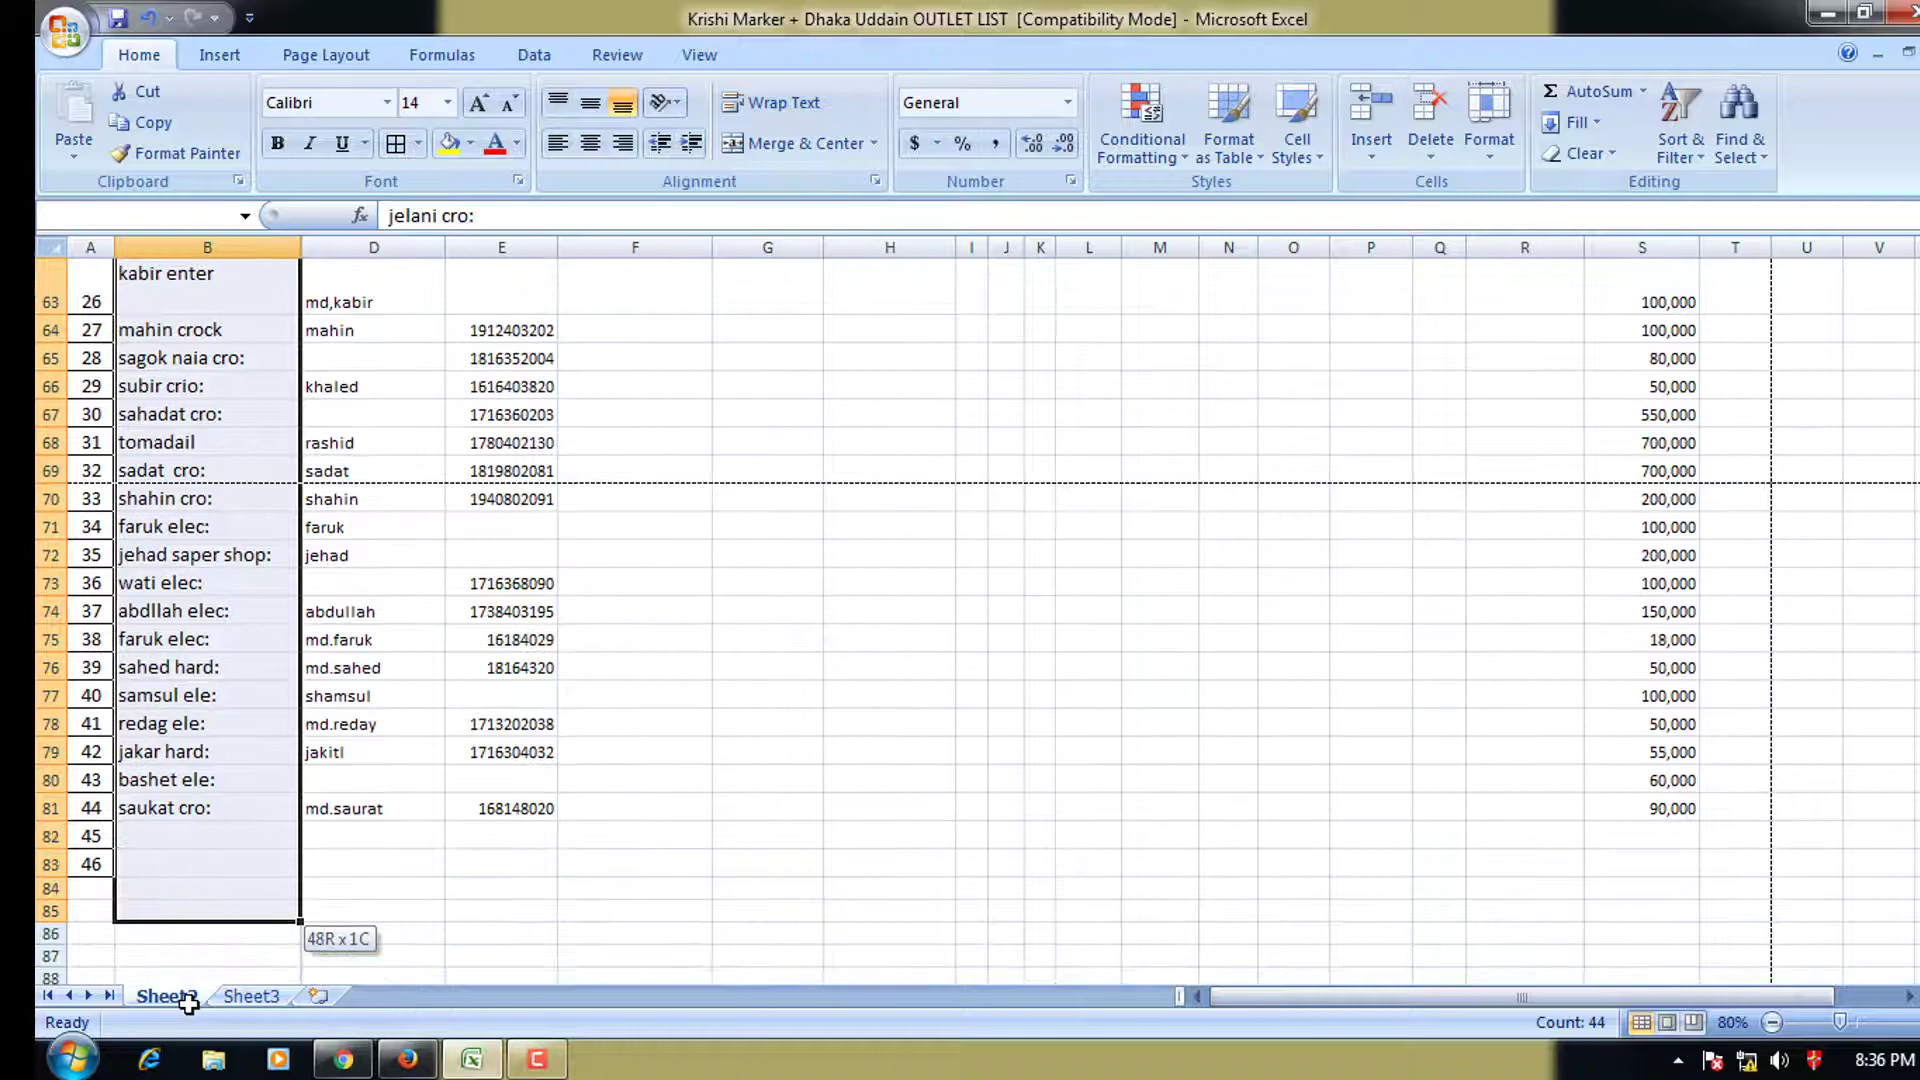 Krishi Marker + Dhaka Uddain OUTLET LIST [Compatibility Mode] - Microsoft Excel
Home Insert Page Layout Formulas Data Review View
Paste Cut Copy Format Painter Clipboard
Calibri 14 Font
Wrap Text Merge & Center Alignment
General Number
Conditional Formatting Format as Table Cell Styles Styles
Insert Delete Format Cells
AutoSum Fill Clear Sort & Filter Find & Select Editing
fx jelani cro:
A B D E F G H I J K L M N O P Q R S T U V
63 26 kabir enter md,kabir 100,000
64 27 mahin crock mahin 1912403202 100,000
65 28 sagok naia cro: 1816352004 80,000
66 29 subir crio: khaled 1616403820 50,000
67 30 sahadat cro: 1716360203 550,000
68 31 tomadail rashid 1780402130 700,000
69 32 sadat cro: sadat 1819802081 700,000
70 33 shahin cro: shahin 1940802091 200,000
71 34 faruk elec: faruk 100,000
72 35 jehad saper shop: jehad 200,000
73 36 wati elec: 1716368090 100,000
74 37 abdllah elec: abdullah 1738403195 150,000
75 38 faruk elec: md.faruk 16184029 18,000
76 39 sahed hard: md.sahed 18164320 50,000
77 40 samsul ele: shamsul 100,000
78 41 redag ele: md.reday 1713202038 50,000
79 42 jakar hard: jakitl 1716304032 55,000
80 43 bashet ele: 60,000
81 44 saukat cro: md.saurat 168148020 90,000
82 45
83 46
84
85
86 48R x 1C
87
88
Sheet2 Sheet3
Ready Count: 44 80%
8:36 PM